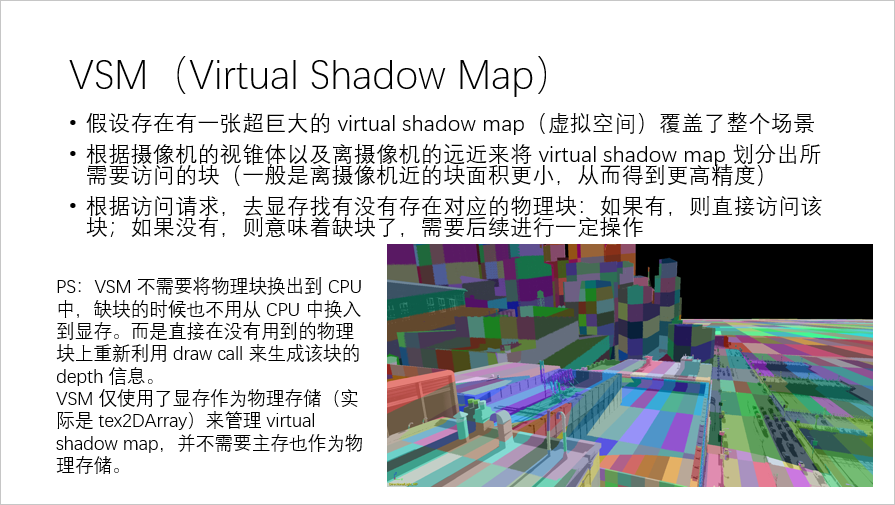 VSM（Virtual Shadow Map）
• 假设存在有一张超巨大的 virtual shadow map（虚拟空间）覆盖了整个场景
• 根据摄像机的视锥体以及离摄像机的远近来将 virtual shadow map 划分出所
需要访问的块（一般是离摄像机近的块面积更小，从而得到更高精度）
• 根据访问请求，去显存找有没有存在对应的物理块：如果有，则直接访问该
块；如果没有，则意味着缺块了，需要后续进行一定操作
PS：VSM 不需要将物理块换出到 CPU
中，缺块的时候也不用从 CPU 中换入
到显存。而是直接在没有用到的物理
块上重新利用 draw call 来生成该块的
depth 信息。
VSM 仅使用了显存作为物理存储（实
际是 tex2DArray）来管理 virtual
shadow map，并不需要主存也作为物
理存储。